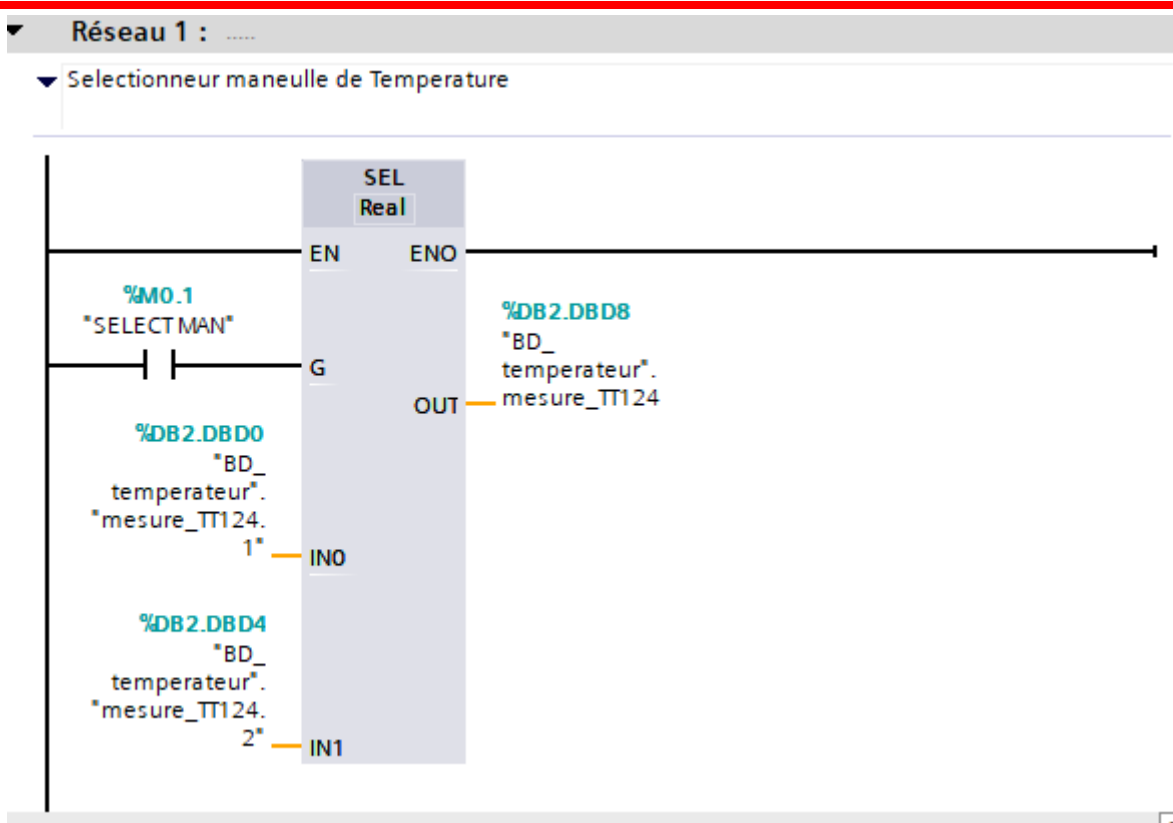 Réseau 1 : .....
Selectionneur maneulle de Temperature
SEL
Real
EN ENO
%M0.1
"SELECT MAN"
G
%DB2.DBD8
"BD_
temperateur".
mesure_TT124
OUT
%DB2.DBD0
"BD_
temperateur".
"mesure_TT124.
1"
IN0
%DB2.DBD4
"BD_
temperateur".
"mesure_TT124.
2"
IN1